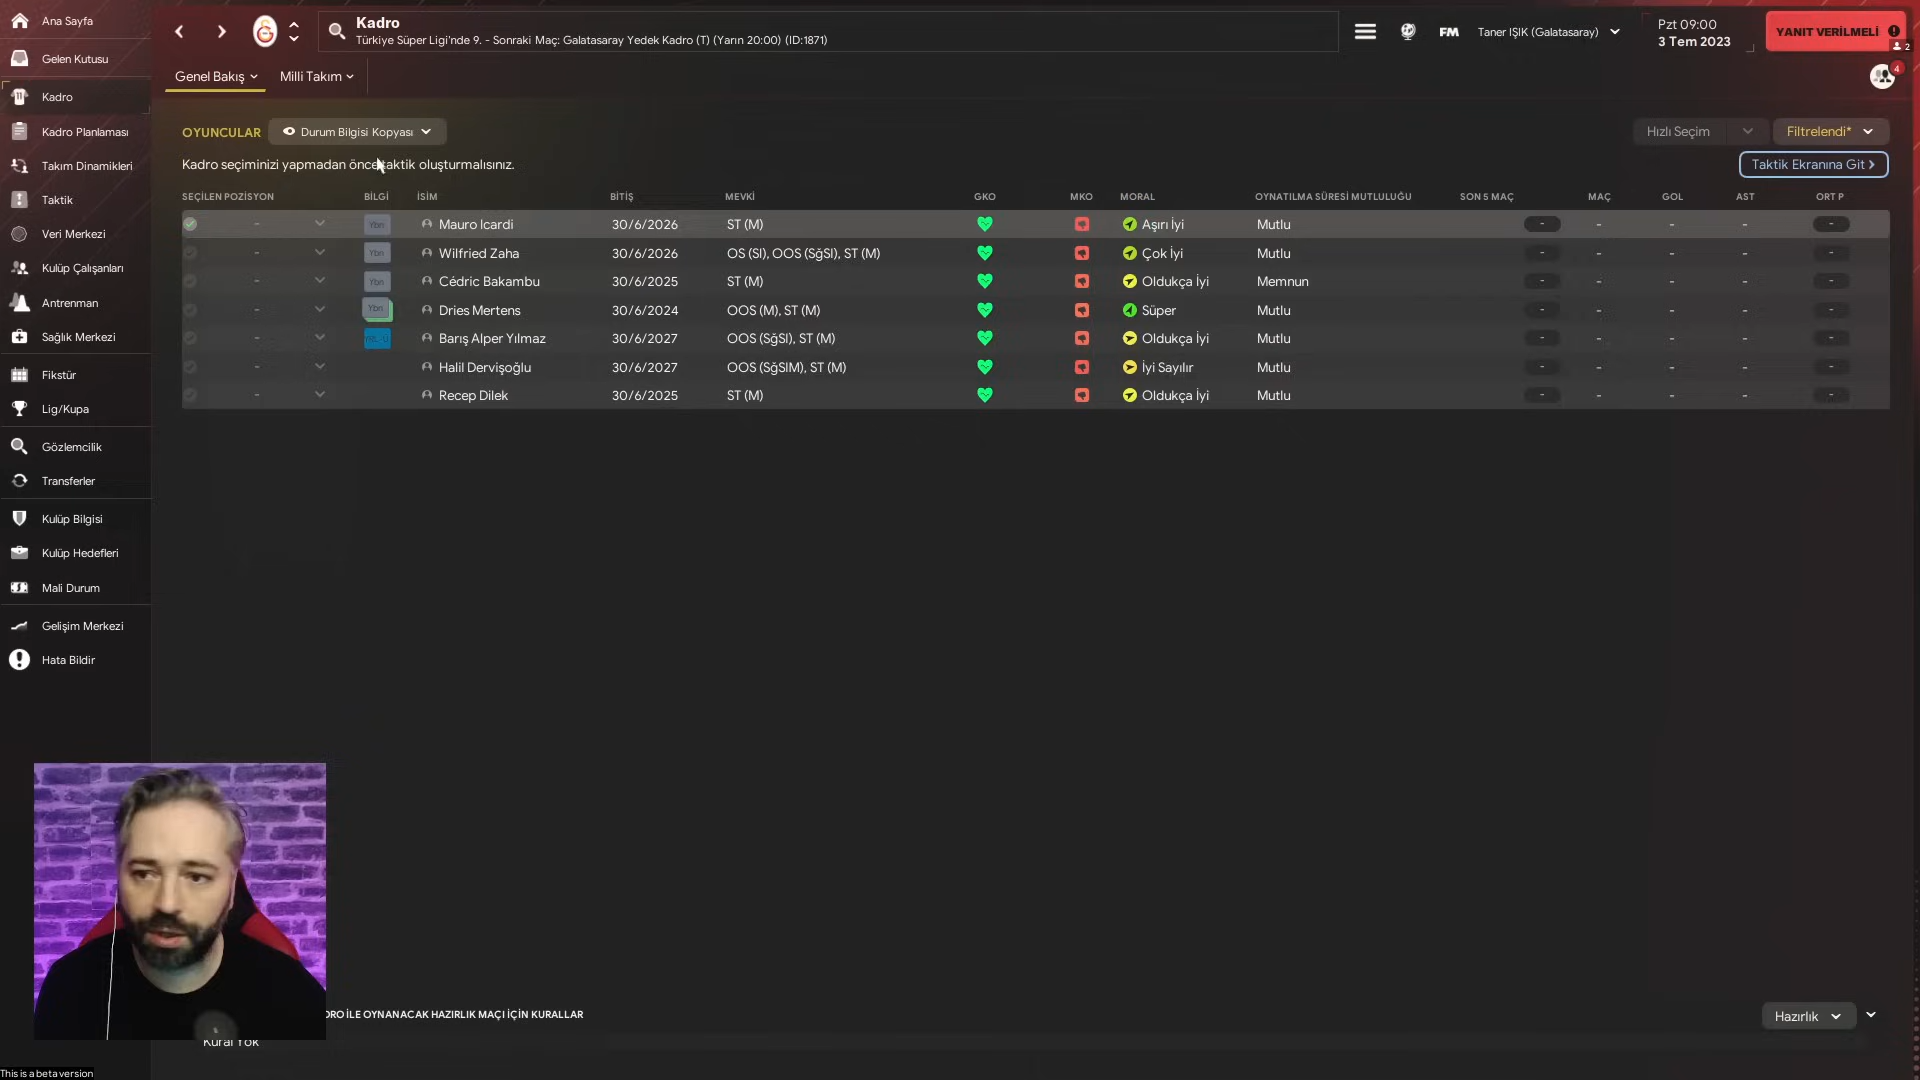 Ana Sayfa
Gelen Kutusu
Kadro
Kadro Planlaması
Takım Dinamikleri
Taktik
Veri Merkezi
Kulüp Çalışanları
Antrenman
Sağlık Merkezi
Fikstür
Lig/Kupa
Gözlemcilik
Transferler
Kulüp Bilgisi
Kulüp Hedefleri
Mali Durum
Gelişim Merkezi
Hata Bildir
Kadro
Türkiye Süper Ligi'nde 9. - Sonraki Maç: Galatasaray Yedek Kadro (T) (Yarın 20:00) (ID:1871)
FM
Taner IŞIK (Galatasaray)
Pzt 09:00
3 Tem 2023
YANIT VERİLMELİ
2
4
Genel Bakış
Milli Takım
OYUNCULAR
Durum Bilgisi Kopyası
Hızlı Seçim
Filtrelendi*
Kadro seçiminizi yapmadan önce taktik oluşturmalısınız.
Taktik Ekranına Git >
SEÇİLEN POZİSYON BİLGİ İSİM BİTİŞ MEVKİ GKO MKO MORAL OYNATILMA SÜRESİ MUTLULUĞU SON 5 MAÇ MAÇ GOL AST ORT P
- Ybn Mauro Icardi 30/6/2026 ST (M) Aşırı İyi Mutlu - - - - -
- Ybn Wilfried Zaha 30/6/2026 OS (Sl), OOS (SğSl), ST (M) Çok İyi Mutlu - - - - -
- Ybn Cédric Bakambu 30/6/2025 ST (M) Oldukça İyi Memnun - - - - -
- Ybn Dries Mertens 30/6/2024 OOS (M), ST (M) Süper Mutlu - - - - -
- Barış Alper Yılmaz 30/6/2027 OOS (SğSl), ST (M) Oldukça İyi Mutlu - - - - -
- Halil Dervişoğlu 30/6/2027 OOS (SğSlM), ST (M) İyi Sayılır Mutlu - - - - -
- Recep Dilek 30/6/2025 ST (M) Oldukça İyi Mutlu - - - - -
İLE OYNANACAK HAZIRLIK MAÇI İÇİN KURALLAR
Hazırlık
Kural Yok
This is a beta version